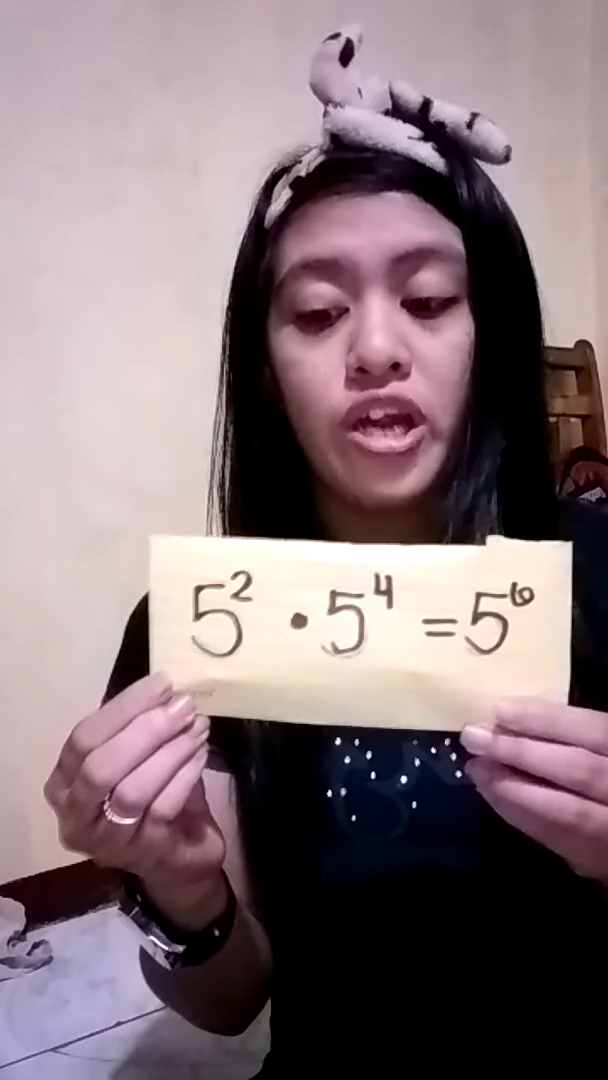 5² · 5⁴ = 5⁶